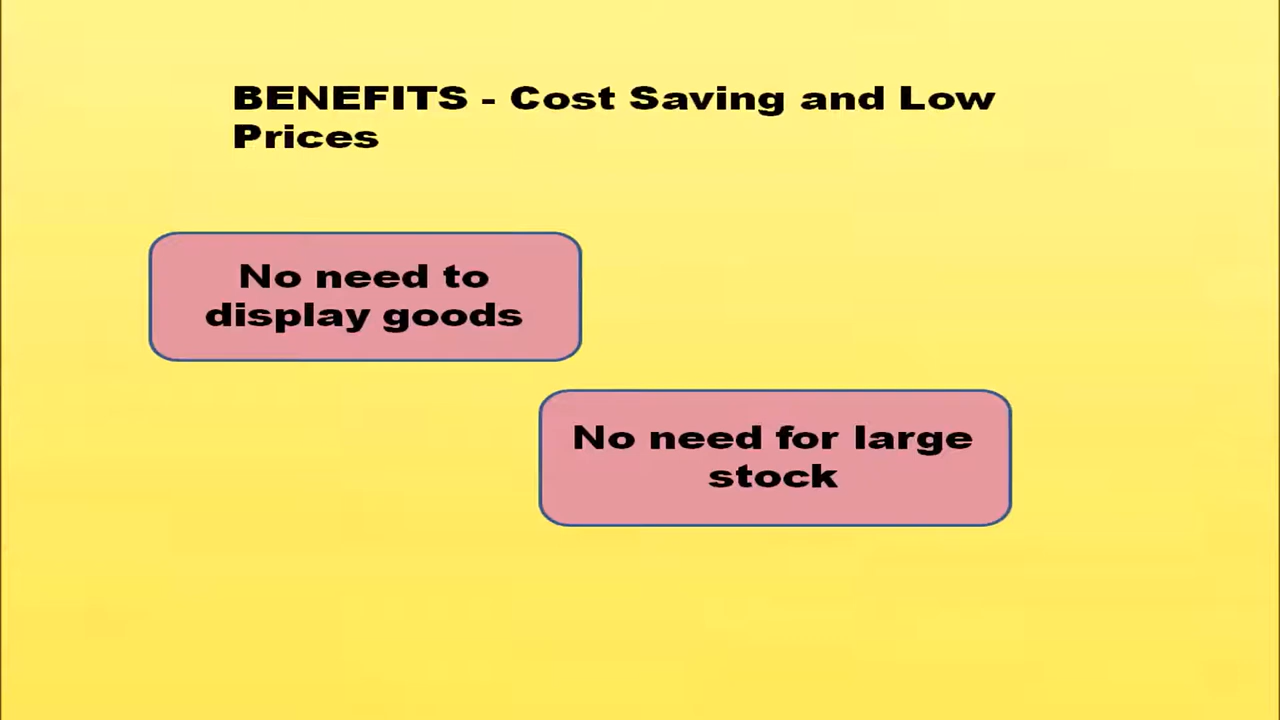 BENEFITS - Cost Saving and Low
Prices
No need to
display goods
No need for large
stock